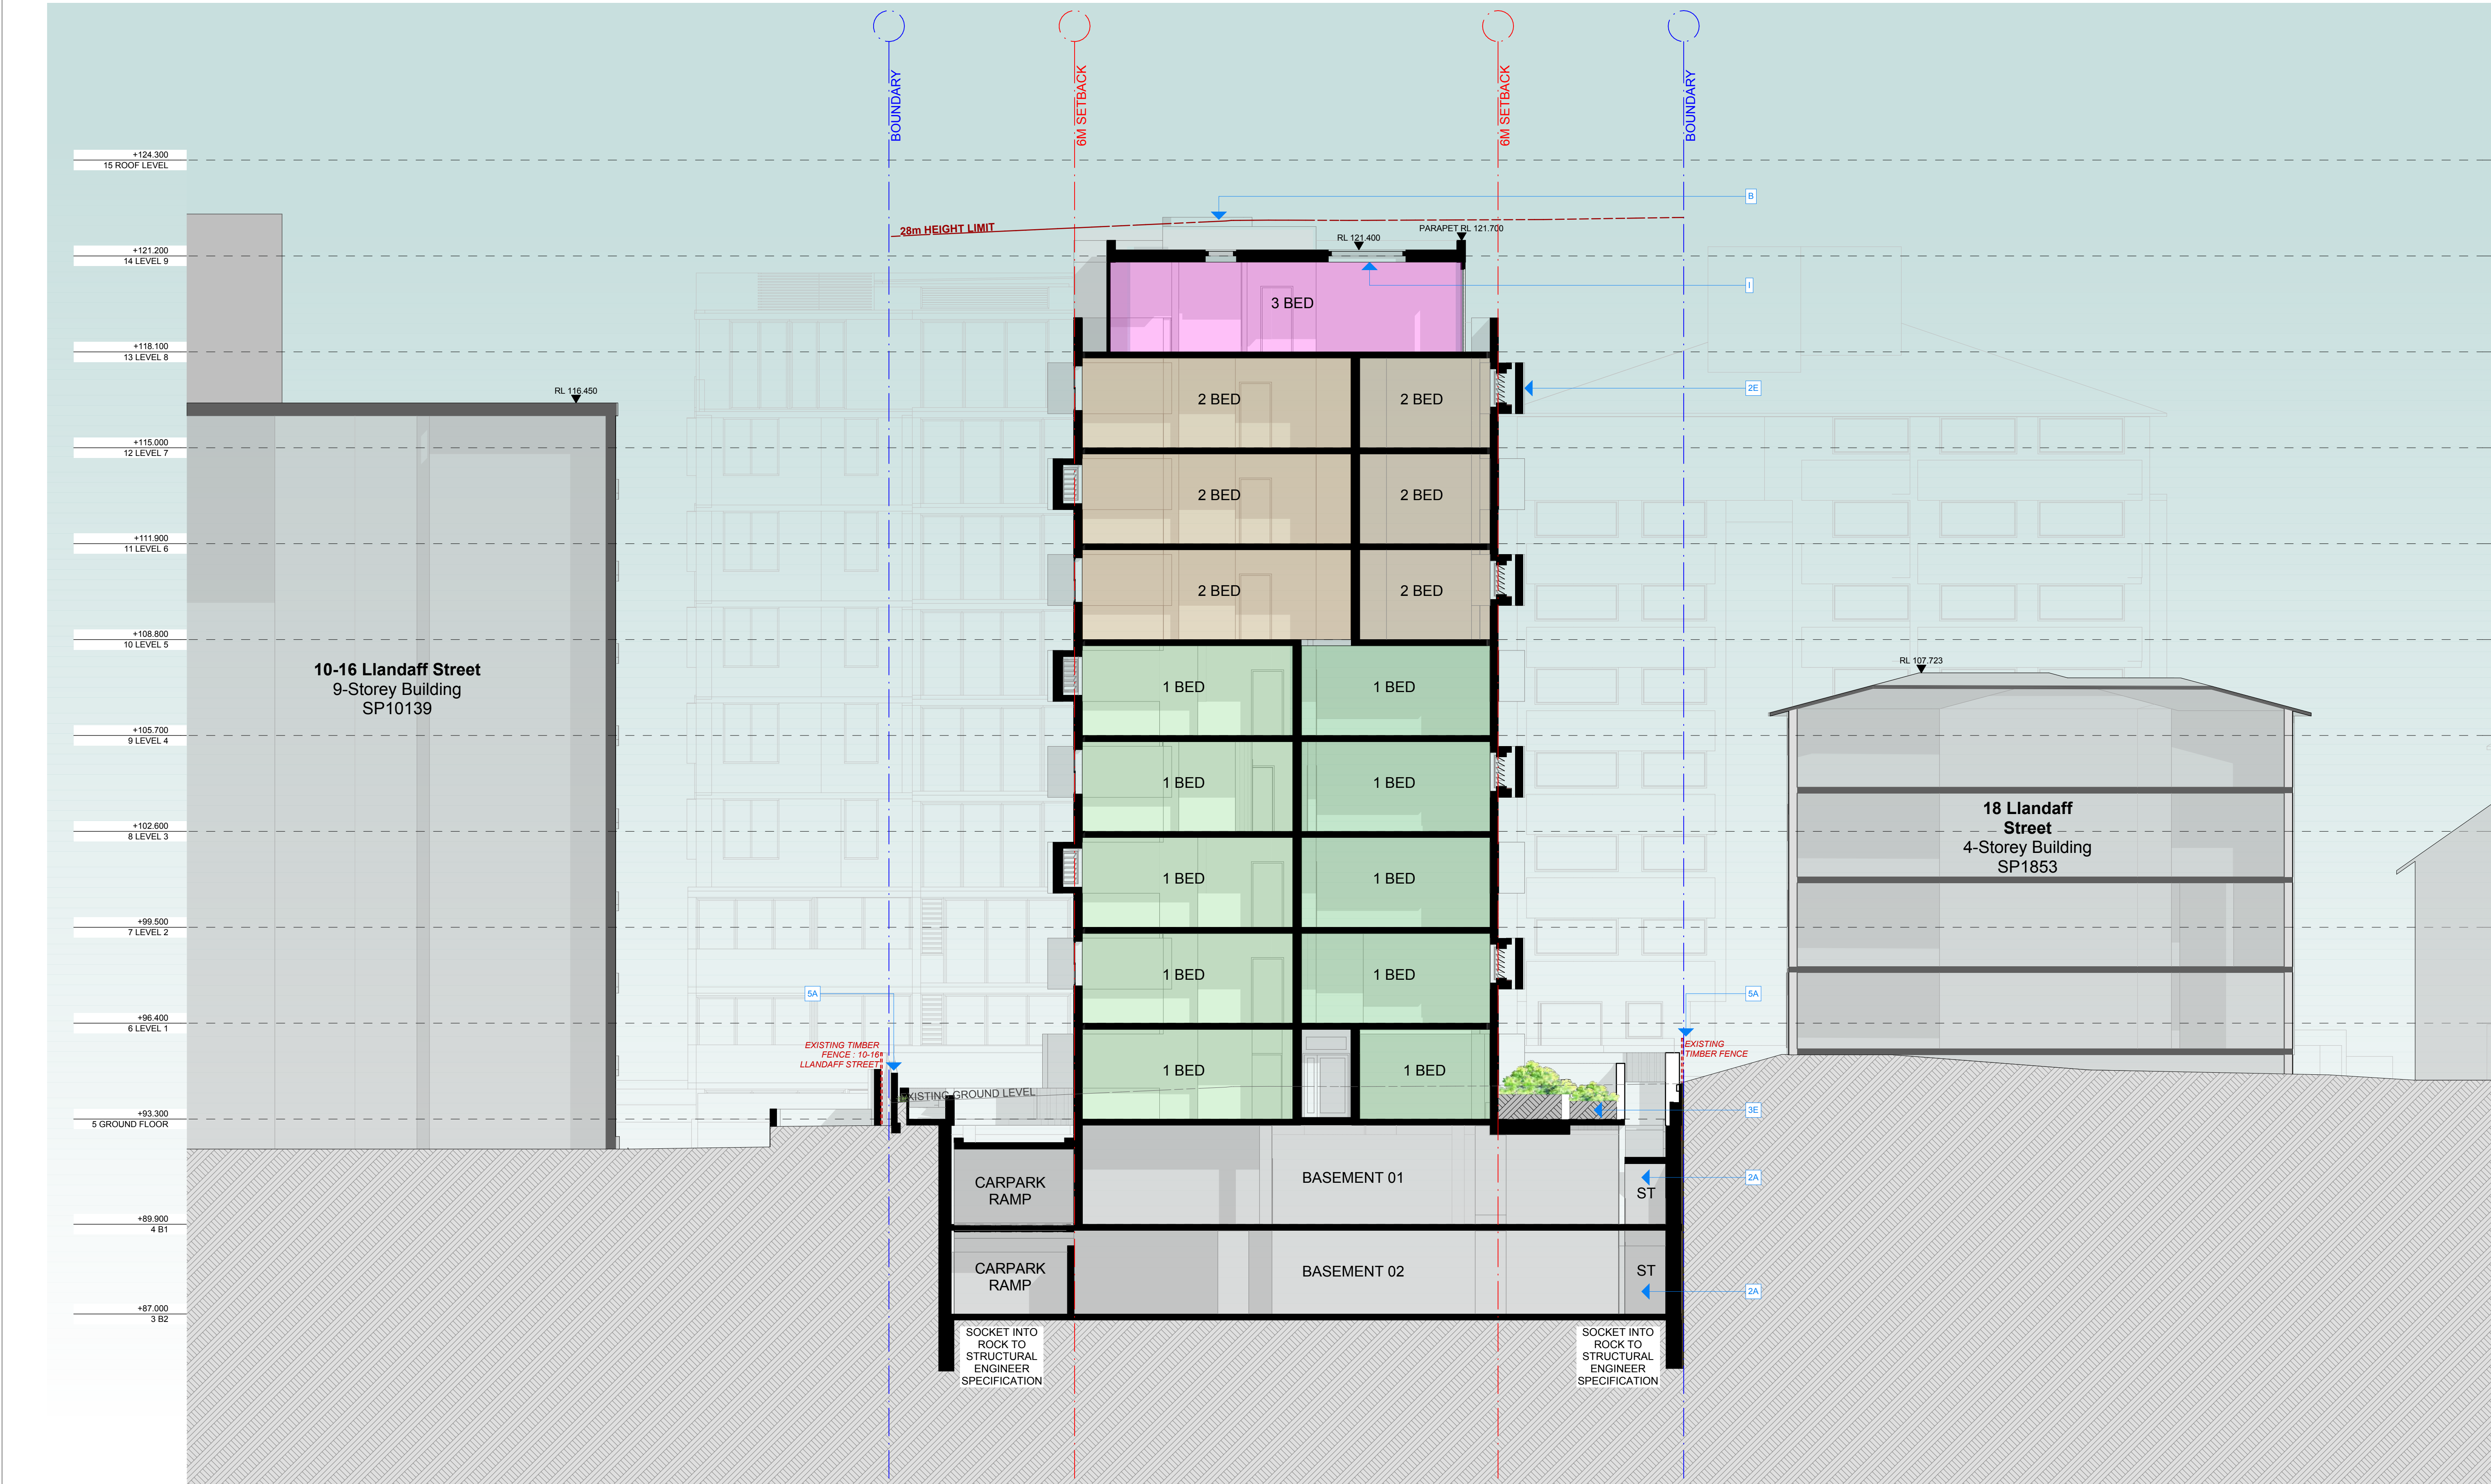 BOUNDARY
6M SETBACK
6M SETBACK
BOUNDARY
+124.300
15 ROOF LEVEL
B
28m HEIGHT LIMIT
PARAPET RL 121.700
RL 121.400
+121.200
14 LEVEL 9
I
3 BED
+118.100
13 LEVEL 8
RL 116.450
2 BED
2 BED
2E
+115.000
12 LEVEL 7
2 BED
2 BED
+111.900
11 LEVEL 6
2 BED
2 BED
+108.800
10 LEVEL 5
10-16 Llandaff Street
9-Storey Building
SP10139
1 BED
1 BED
RL 107.723
+105.700
9 LEVEL 4
1 BED
1 BED
18 Llandaff
Street
4-Storey Building
SP1853
+102.600
8 LEVEL 3
1 BED
1 BED
+99.500
7 LEVEL 2
1 BED
1 BED
5A
5A
+96.400
6 LEVEL 1
EXISTING TIMBER
FENCE : 10-16
LLANDAFF STREET
EXISTING
TIMBER FENCE
1 BED
1 BED
EXISTING GROUND LEVEL
3E
+93.300
5 GROUND FLOOR
CARPARK
RAMP
BASEMENT 01
ST
2A
+89.900
4 B1
CARPARK
RAMP
BASEMENT 02
ST
2A
+87.000
3 B2
SOCKET INTO
ROCK TO
STRUCTURAL
ENGINEER
SPECIFICATION
SOCKET INTO
ROCK TO
STRUCTURAL
ENGINEER
SPECIFICATION